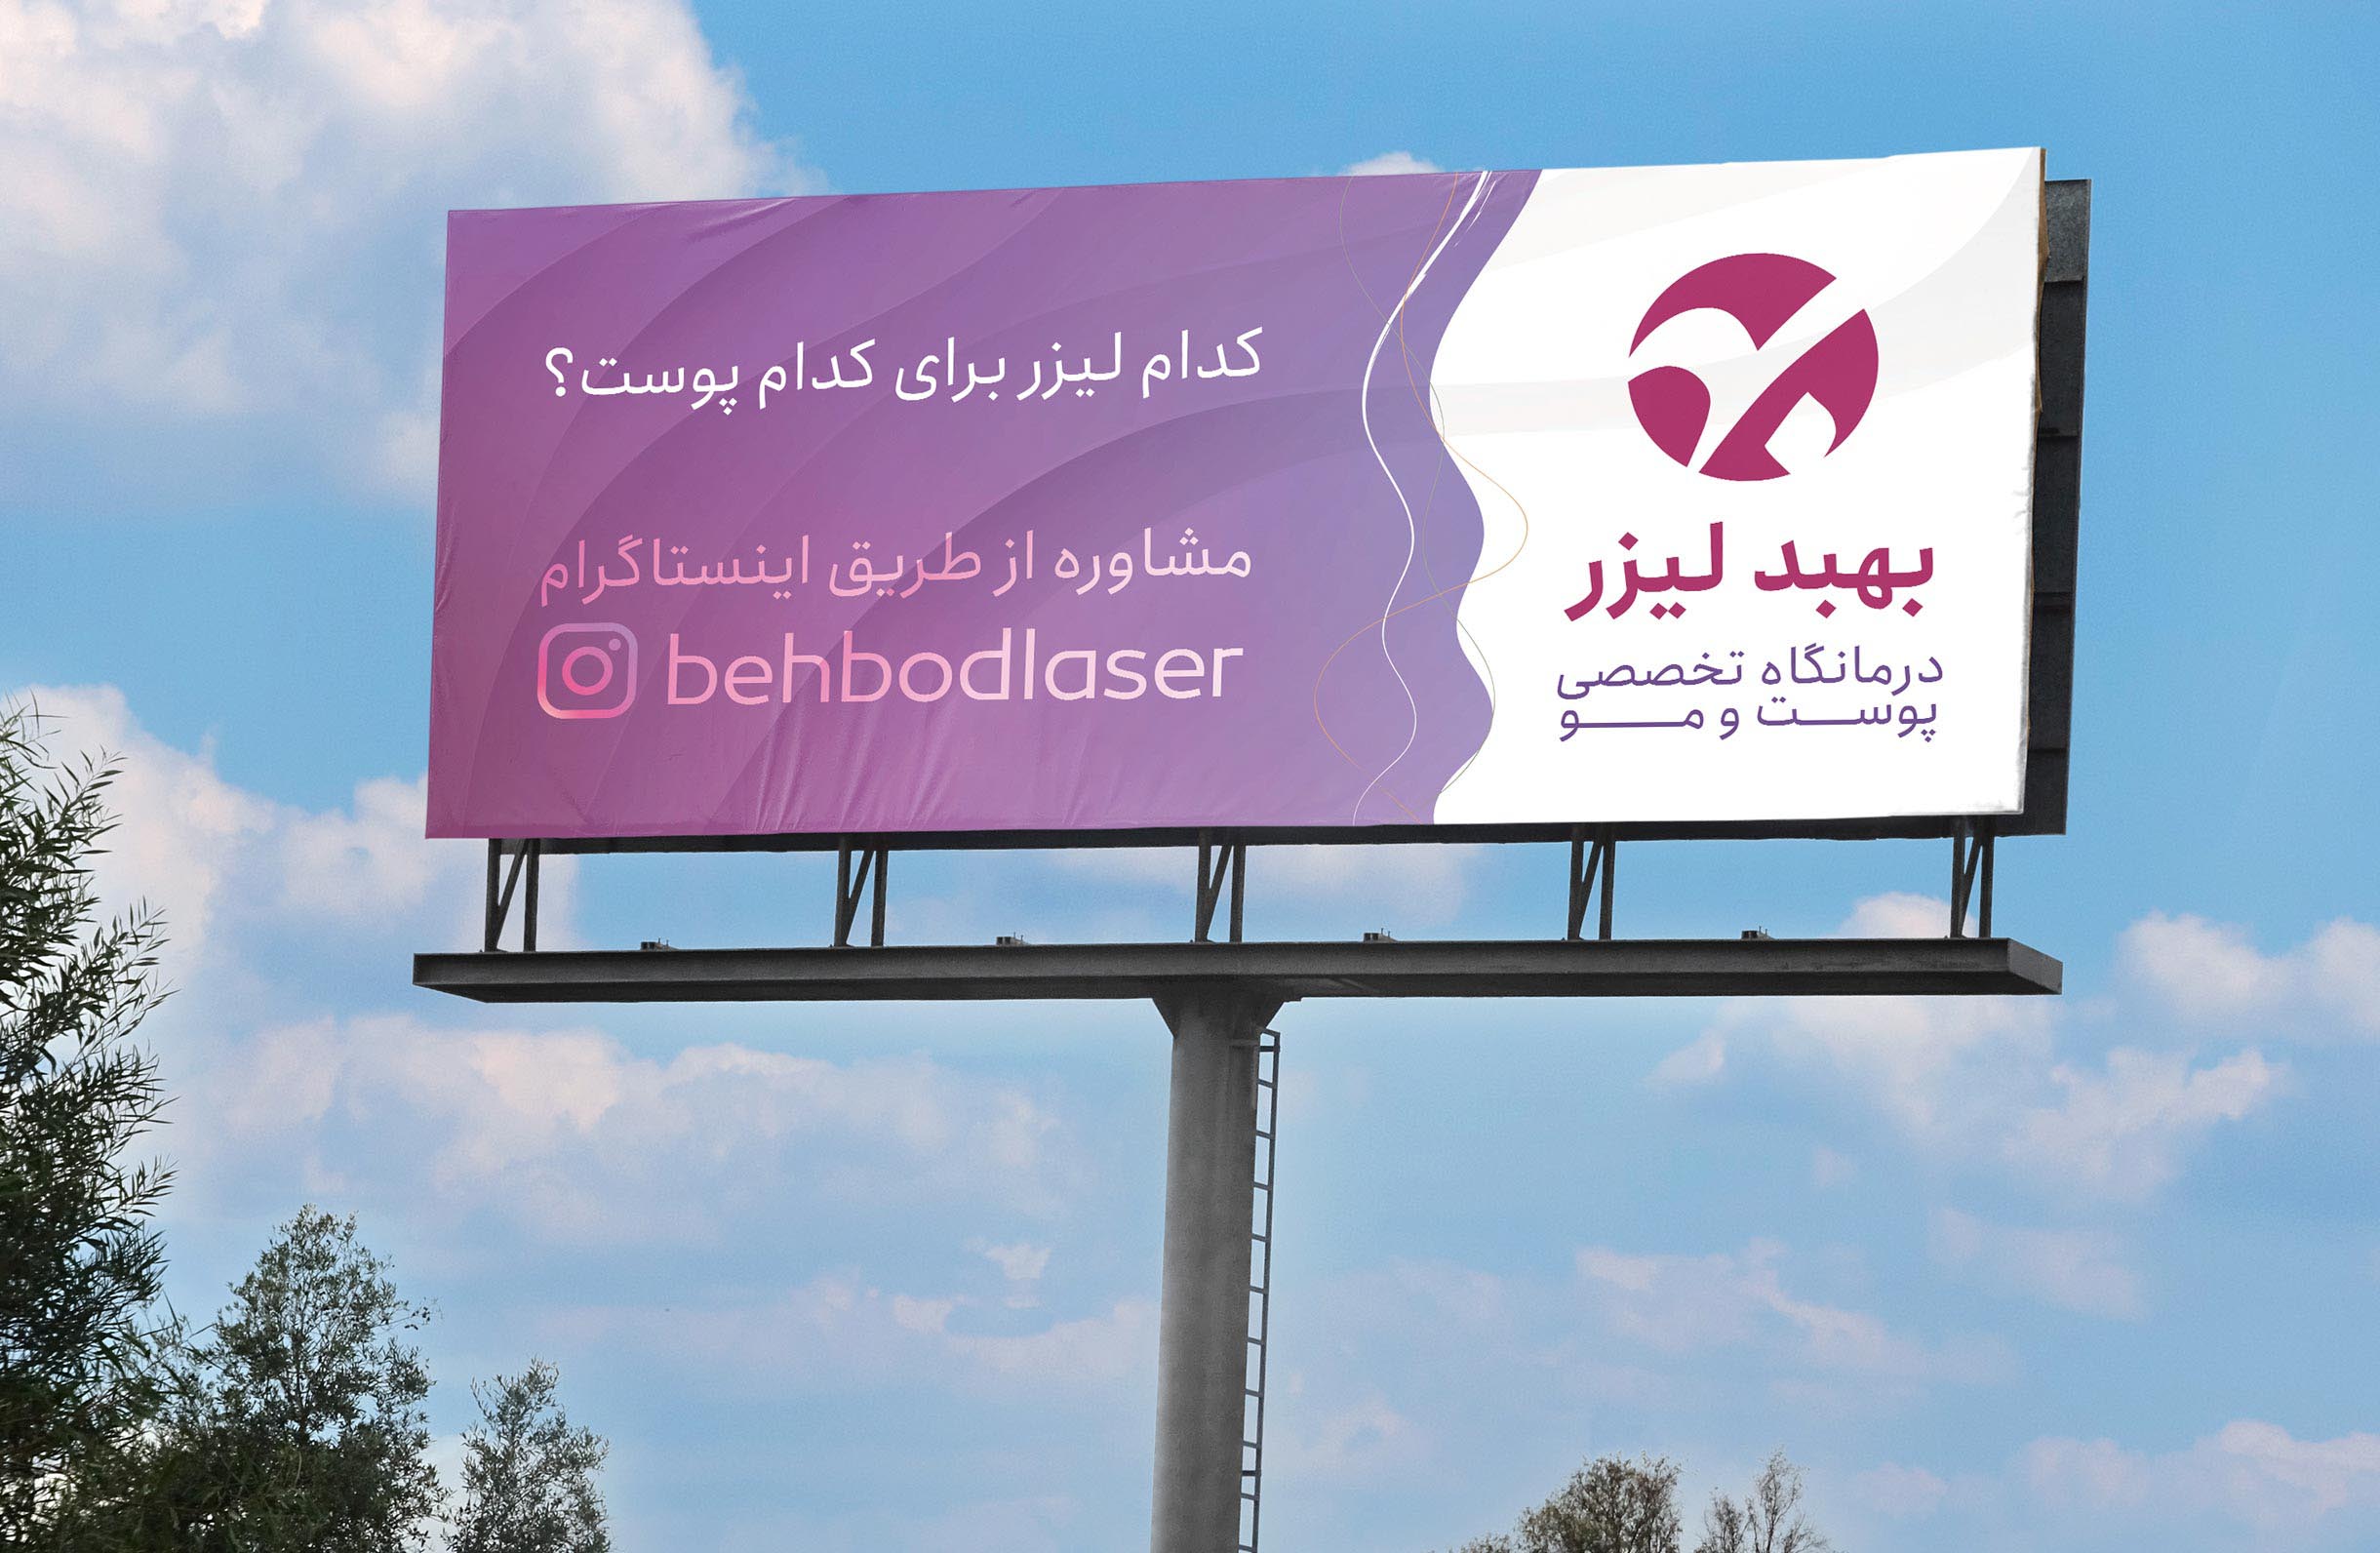 بهبد لیزر
درمانگاه تخصصی
پوست و مو
کدام لیزر برای کدام پوست؟
مشاوره از طریق اینستاگرام
behbodlaser